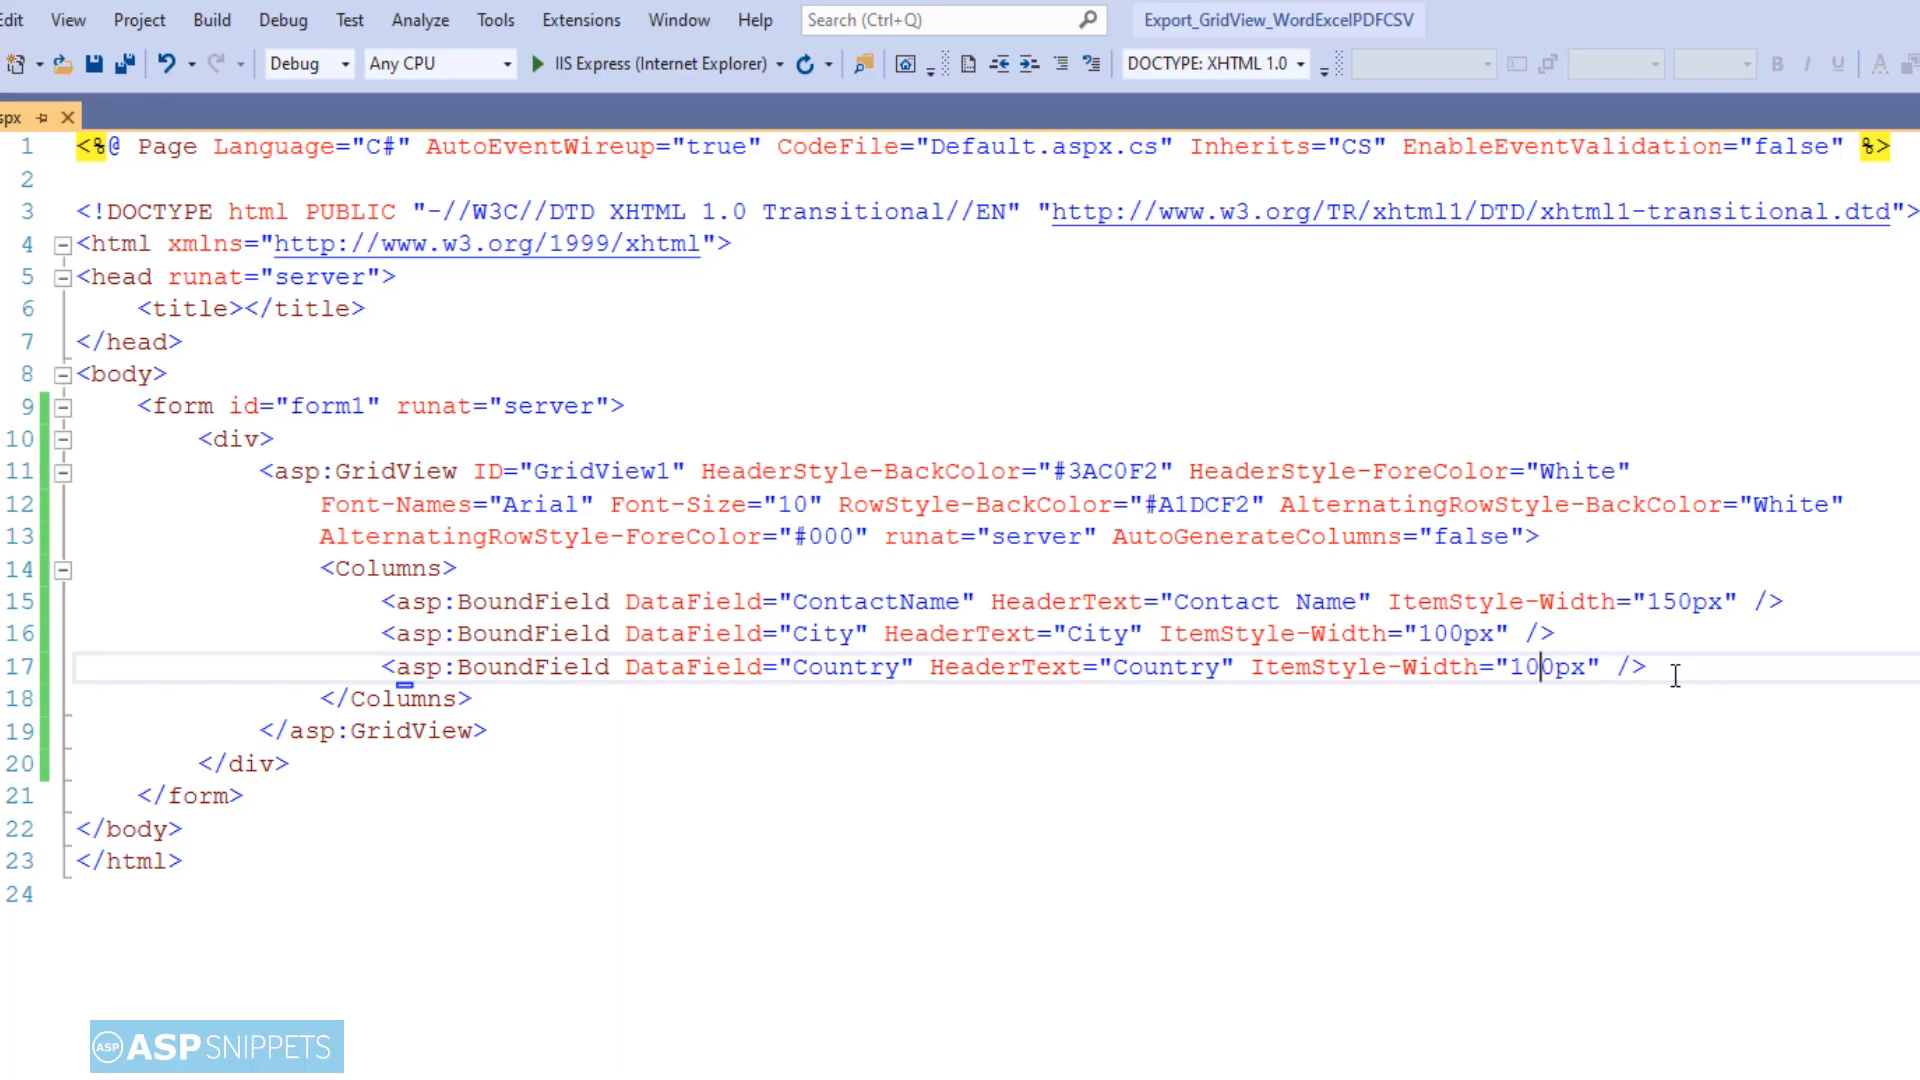 Edit View Project Build Debug Test Analyze Tools Extensions Window Help Search (Ctrl+Q) Export_GridView_WordExcelPDFCSV
Debug Any CPU IIS Express (Internet Explorer) DOCTYPE: XHTML 1.0 B I U A
spx
1 <%@ Page Language="C#" AutoEventWireup="true" CodeFile="Default.aspx.cs" Inherits="CS" EnableEventValidation="false" %>
2
3 <!DOCTYPE html PUBLIC "-//W3C//DTD XHTML 1.0 Transitional//EN" "http://www.w3.org/TR/xhtml1/DTD/xhtml1-transitional.dtd">
4 <html xmlns="http://www.w3.org/1999/xhtml">
5 <head runat="server">
6 <title></title>
7 </head>
8 <body>
9 <form id="form1" runat="server">
10 <div>
11 <asp:GridView ID="GridView1" HeaderStyle-BackColor="#3AC0F2" HeaderStyle-ForeColor="White"
12 Font-Names="Arial" Font-Size="10" RowStyle-BackColor="#A1DCF2" AlternatingRowStyle-BackColor="White"
13 AlternatingRowStyle-ForeColor="#000" runat="server" AutoGenerateColumns="false">
14 <Columns>
15 <asp:BoundField DataField="ContactName" HeaderText="Contact Name" ItemStyle-Width="150px" />
16 <asp:BoundField DataField="City" HeaderText="City" ItemStyle-Width="100px" />
17 <asp:BoundField DataField="Country" HeaderText="Country" ItemStyle-Width="100px" />
18 </Columns>
19 </asp:GridView>
20 </div>
21 </form>
22 </body>
23 </html>
24
ASP ASPSNIPPETS